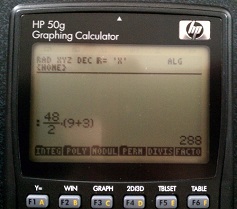 HP 50g
Graphing Calculator
hp
RAD XYZ DEC R= 'X' ALG
{HOME}
:48/2·(9+3)
288
INTEG POLY MODUL PERM DIVIS FACTO
Y= WIN GRAPH 2D/3D TBLSET TABLE
F1 A F2 B F3 C F4 D F5 E F6 F